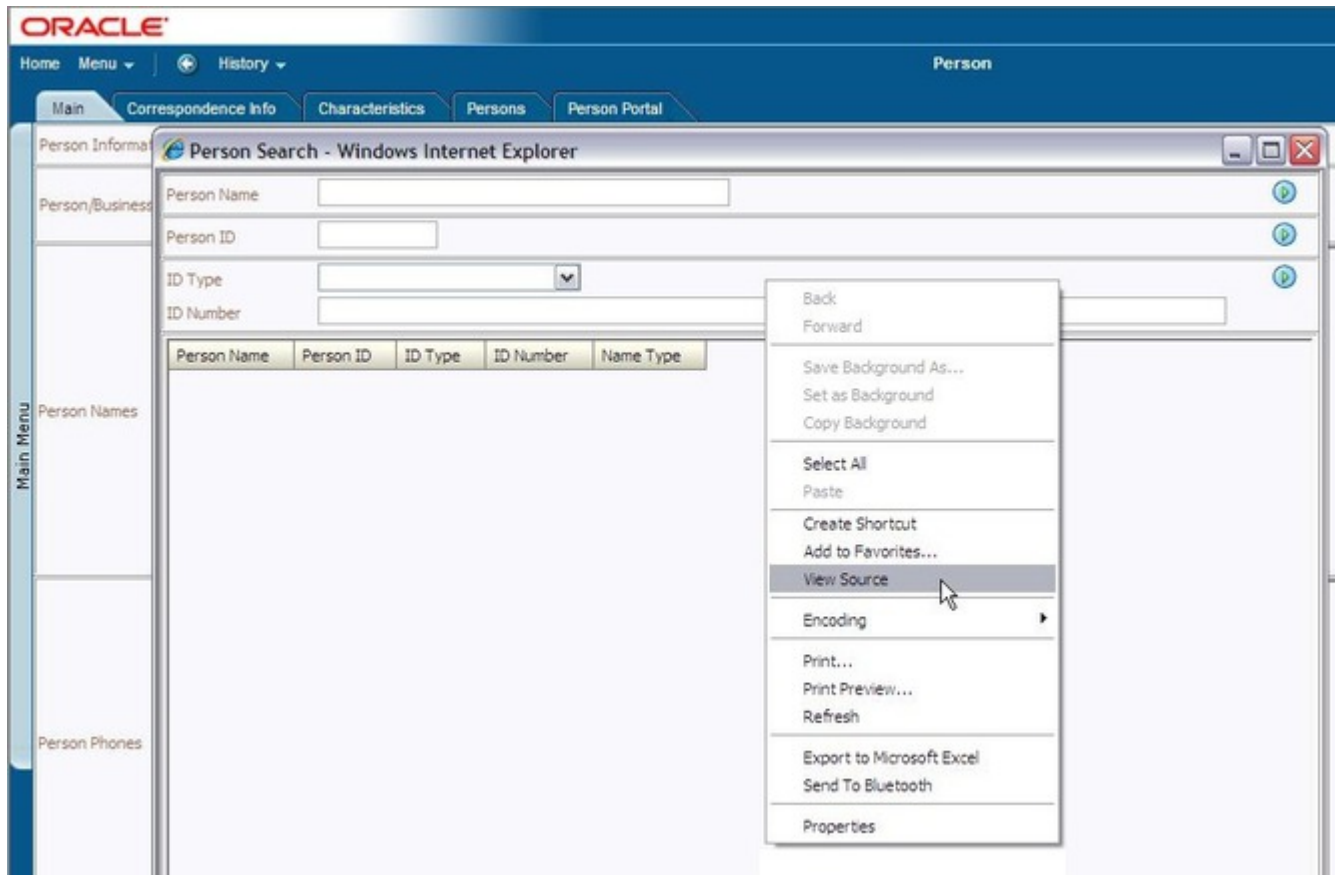 ORACLE
Home Menu History Person
Main Correspondence Info Characteristics Persons Person Portal
Person Informat
Person/Business
Person Names
Person Phones
Main Menu
Person Search - Windows Internet Explorer
Person Name
Person ID
ID Type
ID Number
Person Name Person ID ID Type ID Number Name Type
Back
Forward
Save Background As...
Set as Background
Copy Background
Select All
Paste
Create Shortcut
Add to Favorites...
View Source
Encoding
Print...
Print Preview...
Refresh
Export to Microsoft Excel
Send To Bluetooth
Properties